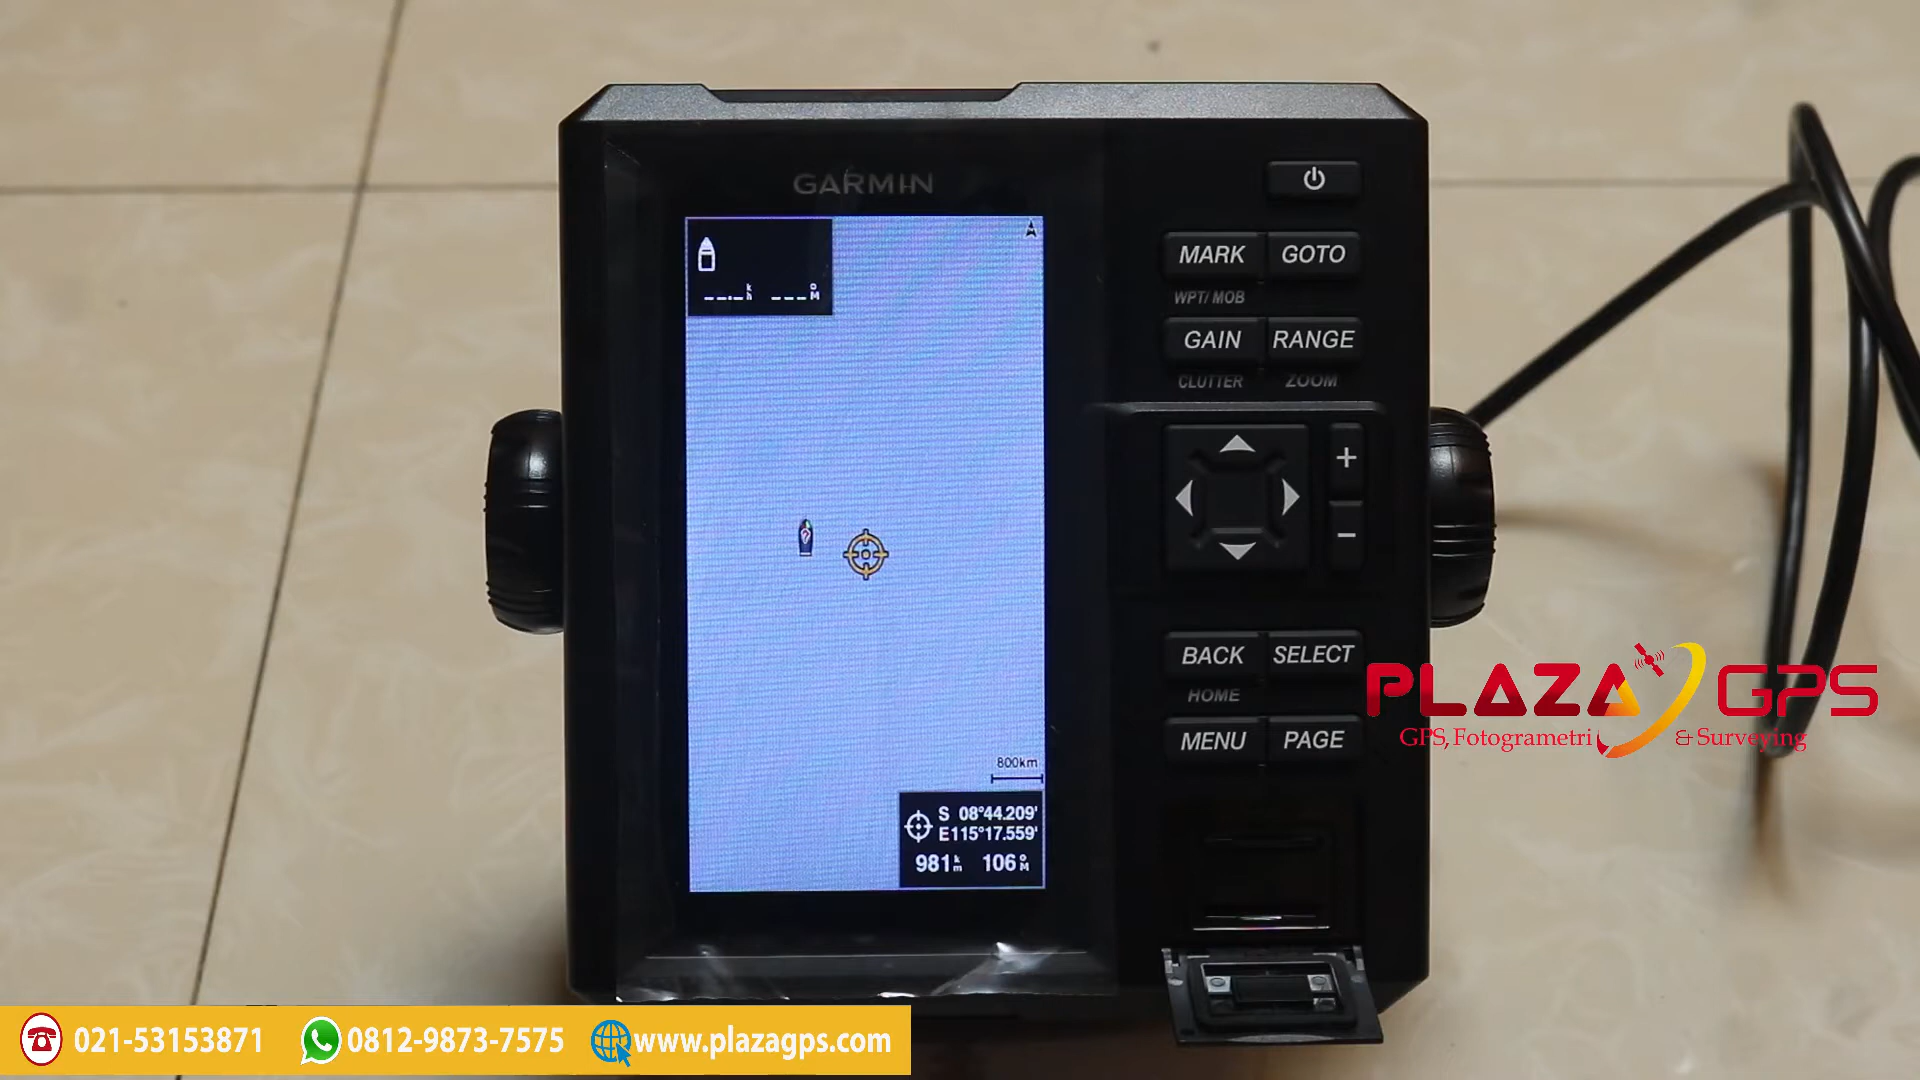 GARMIN
MARK GOTO
WPT/ MOB
GAIN RANGE
CLUTTER ZOOM
+
-
BACK SELECT
HOME
MENU PAGE
--.- k/h ---°M
800km
S 08°44.209'
E115°17.559'
981 km 106°M
PLAZA GPS
GPS, Fotogrametri & Surveying
021-53153871 0812-9873-7575 www.plazagps.com